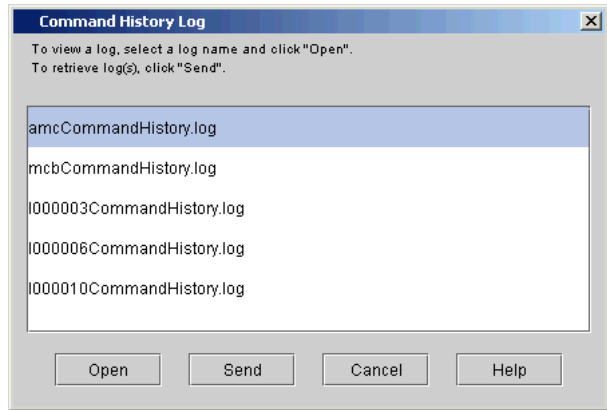 Command History Log
To view a log, select a log name and click "Open".
To retrieve log(s), click "Send".
amcCommandHistory.log
mcbCommandHistory.log
l000003CommandHistory.log
l000006CommandHistory.log
l000010CommandHistory.log
Open Send Cancel Help